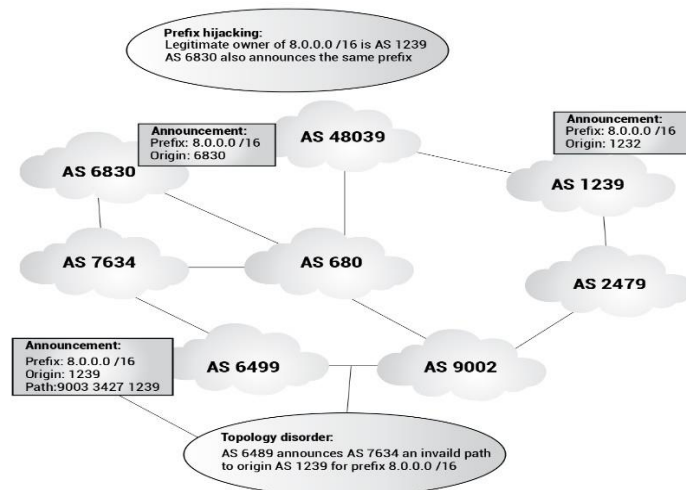 Prefix hijacking:
Legitimate owner of 8.0.0.0 /16 is AS 1239
AS 6830 also announces the same prefix
Announcement:
Prefix: 8.0.0.0 /16
Origin: 6830
AS 48039
Announcement:
Prefix: 8.0.0.0 /16
Origin: 1232
AS 6830
AS 1239
AS 7634
AS 680
AS 2479
Announcement:
Prefix: 8.0.0.0 /16
Origin: 1239
Path:9003 3427 1239
AS 6499
AS 9002
Topology disorder:
AS 6489 announces AS 7634 an invaild path
to origin AS 1239 for prefix 8.0.0.0 /16